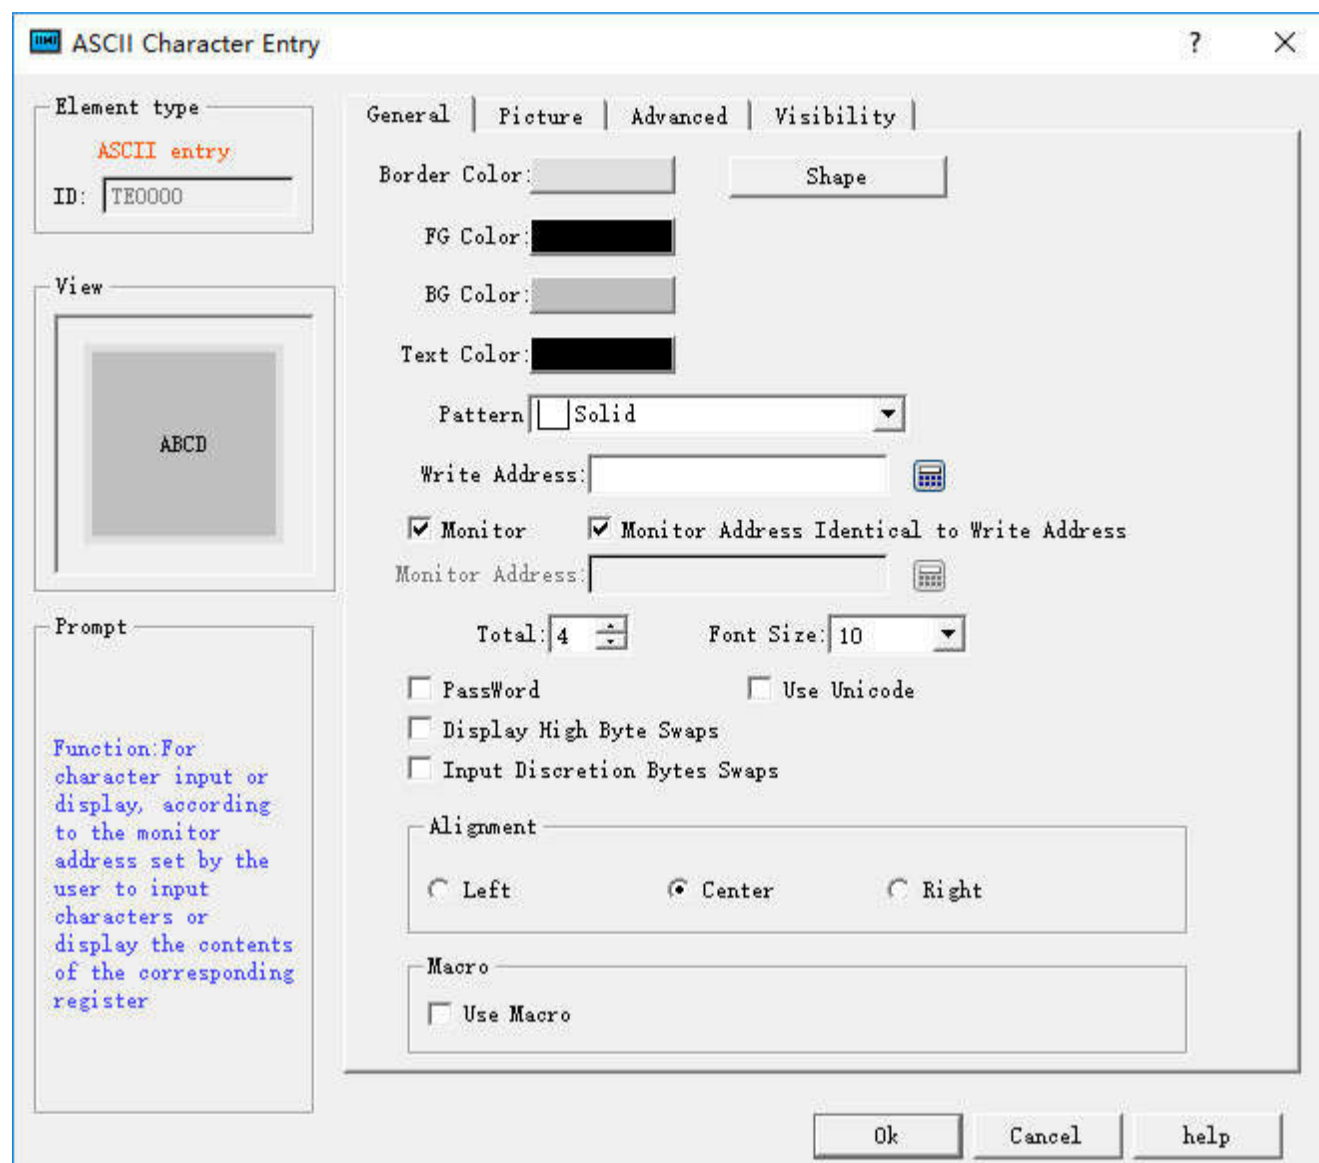 ASCII Character Entry
?
Element type
ASCII entry
ID: TE0000
View
ABCD
Prompt
Function:For
character input or
display, according
to the monitor
address set by the
user to input
characters or
display the contents
of the corresponding
register
General
Picture
Advanced
Visibility
Border Color:
Shape
FG Color:
BG Color:
Text Color:
Pattern Solid
Write Address:
Monitor
Monitor Address Identical to Write Address
Monitor Address:
Total: 4
Font Size: 10
PassWord
Use Unicode
Display High Byte Swaps
Input Discretion Bytes Swaps
Alignment
Left
Center
Right
Macro
Use Macro
Ok
Cancel
help